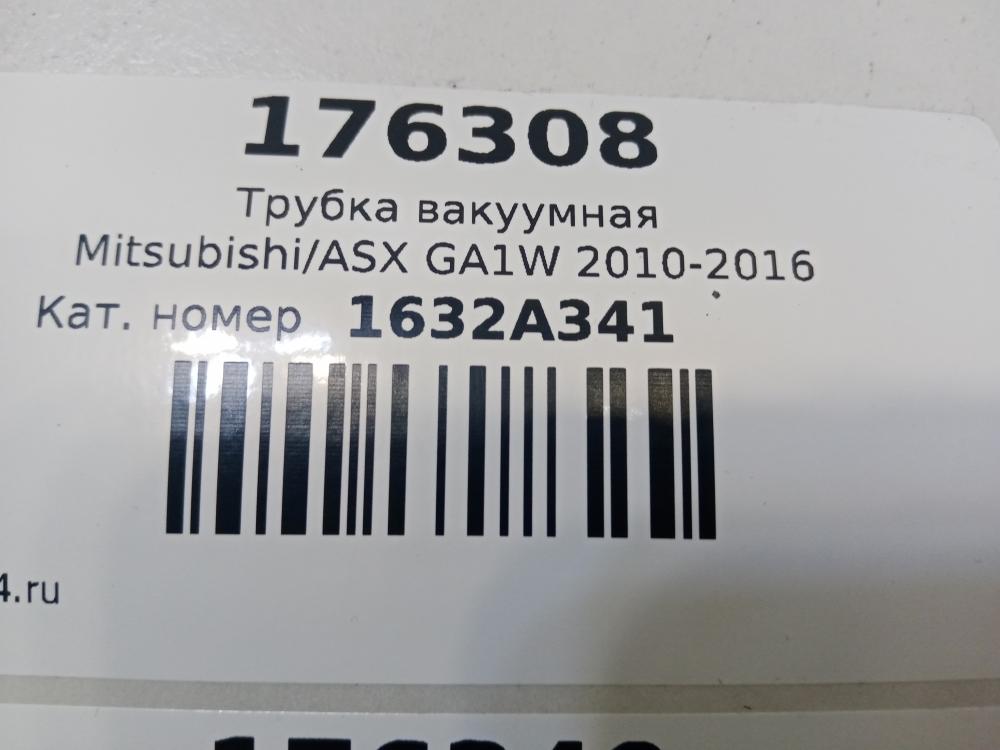 176308
Трубка вакуумная
Mitsubishi/ASX GA1W 2010-2016
Кат. номер 1632A341
4.ru